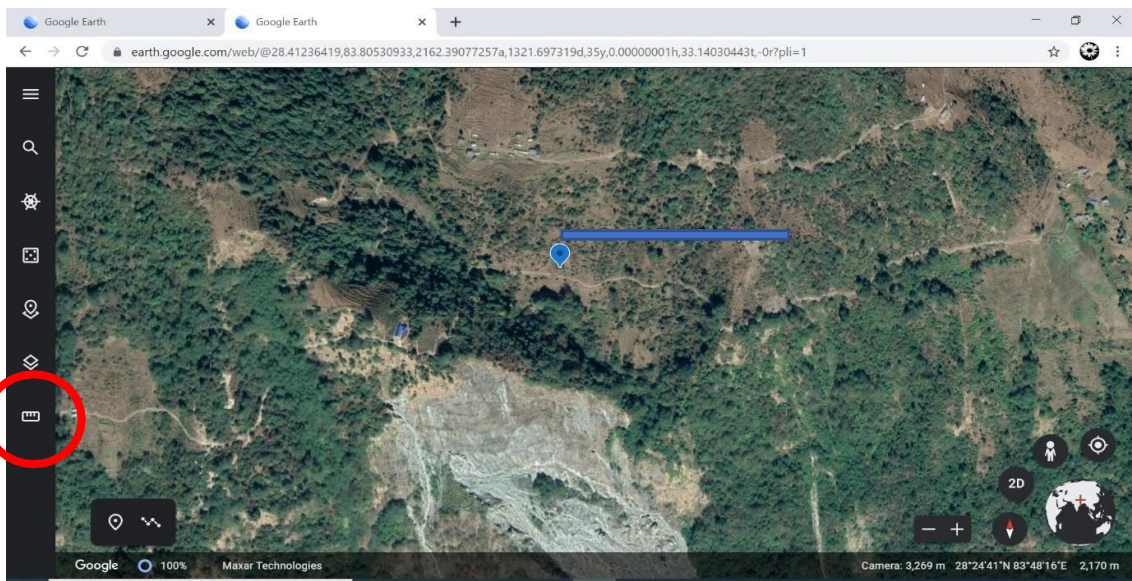 Google Earth
Google Earth
earth.google.com/web/@28.41236419,83.80530933,2162.39077257a,1321.697319d,35y,0.00000001h,33.14030443t,-0r?pli=1
2D
Google 100% Maxar Technologies Camera: 3,269 m 28°24'41"N 83°48'16"E 2,170 m